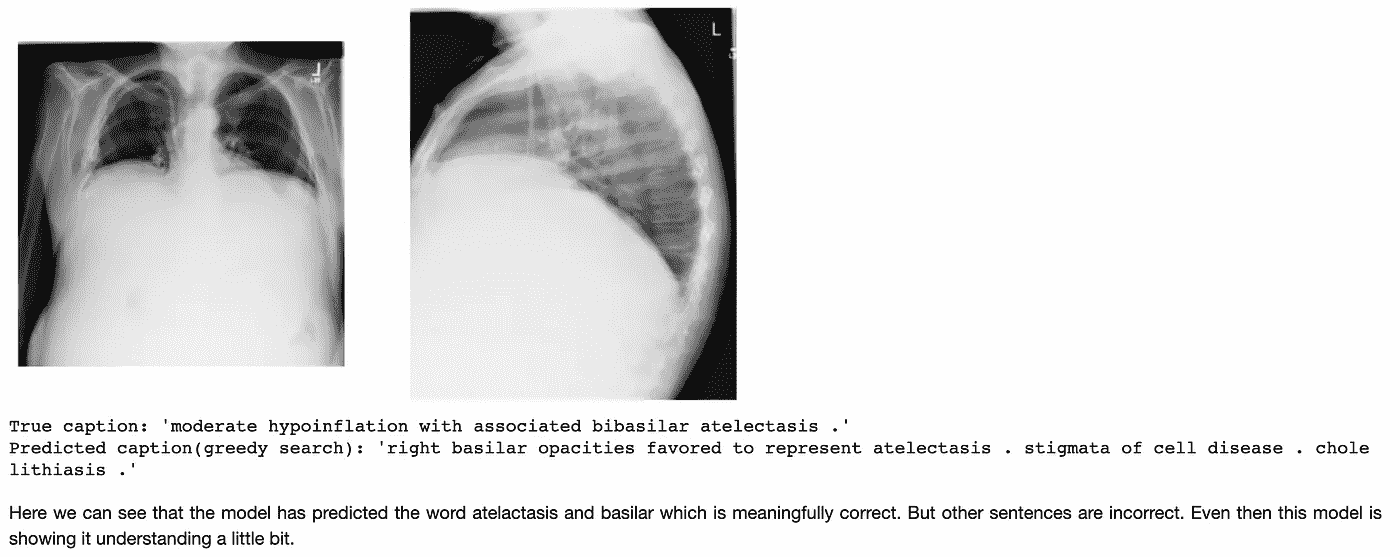 L
L
True caption: 'moderate hypoinflation with associated bibasilar atelectasis .'
Predicted caption(greedy search): 'right basilar opacities favored to represent atelectasis . stigmata of cell disease . chole
lithiasis .'
Here we can see that the model has predicted the word atelactasis and basilar which is meaningfully correct. But other sentences are incorrect. Even then this model is
showing it understanding a little bit.